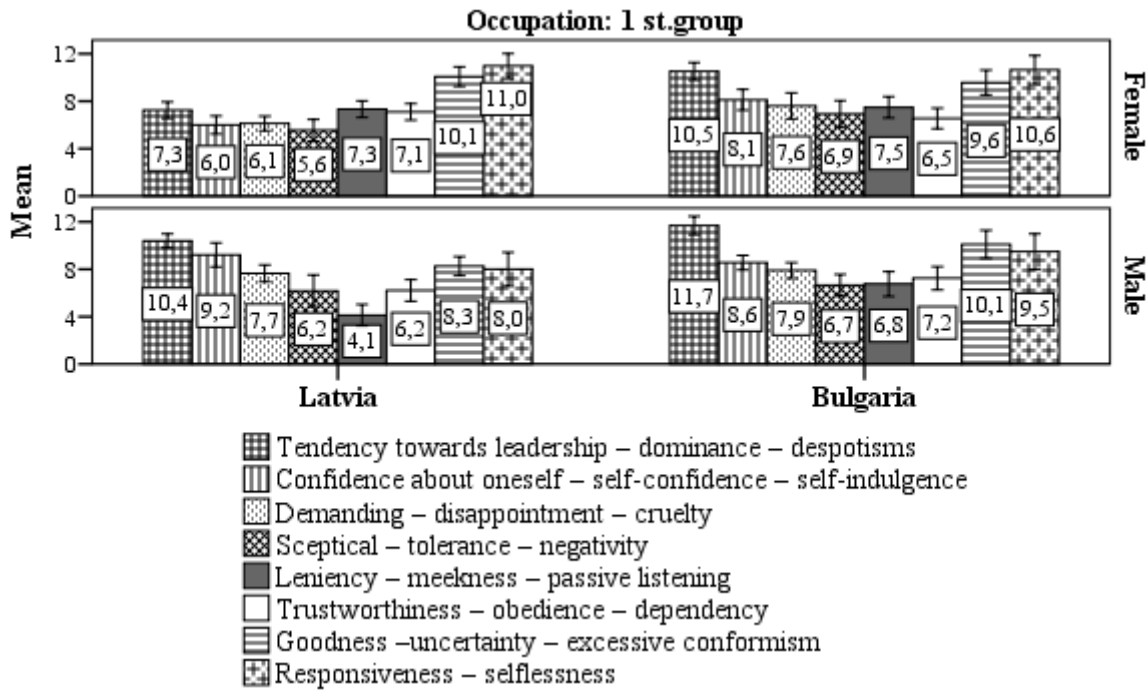 Occupation: 1 st.group
Mean
12
8
4
0
7,3
6,0
6,1
5,6
7,3
7,1
10,1
11,0
10,5
8,1
7,6
6,9
7,5
6,5
9,6
10,6
Female
12
8
4
0
10,4
9,2
7,7
6,2
4,1
6,2
8,3
8,0
11,7
8,6
7,9
6,7
6,8
7,2
10,1
9,5
Male
Latvia
Bulgaria
Tendency towards leadership – dominance – despotisms
Confidence about oneself – self-confidence – self-indulgence
Demanding – disappointment – cruelty
Sceptical – tolerance – negativity
Leniency – meekness – passive listening
Trustworthiness – obedience – dependency
Goodness –uncertainty – excessive conformism
Responsiveness – selflessness